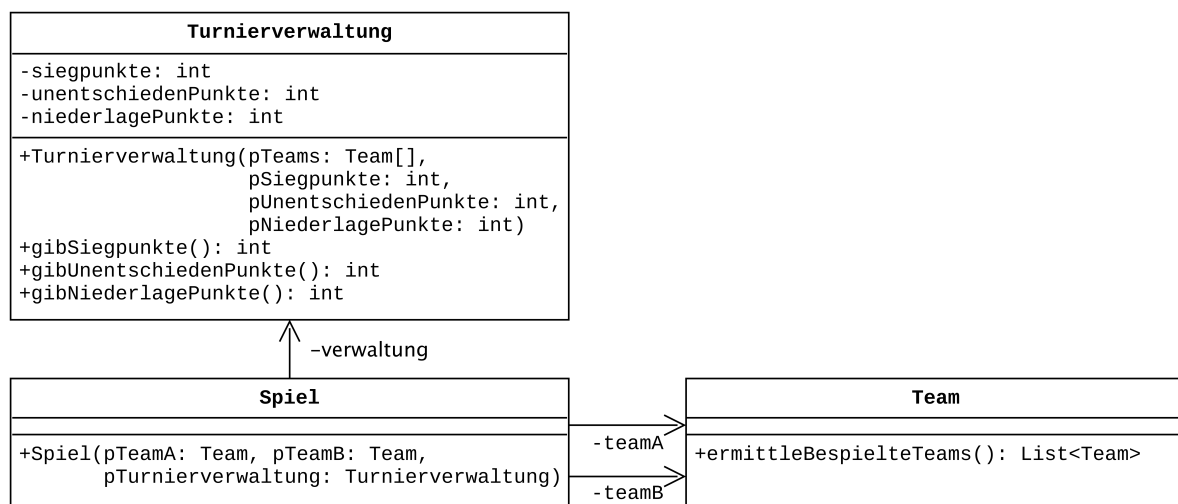 Turnierverwaltung
-siegpunkte: int
-unentschiedenPunkte: int
-niederlagePunkte: int
+Turnierverwaltung(pTeams: Team[],
pSiegpunkte: int,
pUnentschiedenPunkte: int,
pNiederlagePunkte: int)
+gibSiegpunkte(): int
+gibUnentschiedenPunkte(): int
+gibNiederlagePunkte(): int
–verwaltung
Spiel
+Spiel(pTeamA: Team, pTeamB: Team,
pTurnierverwaltung: Turnierverwaltung)
-teamA
-teamB
Team
+ermittleBespielteTeams(): List<Team>